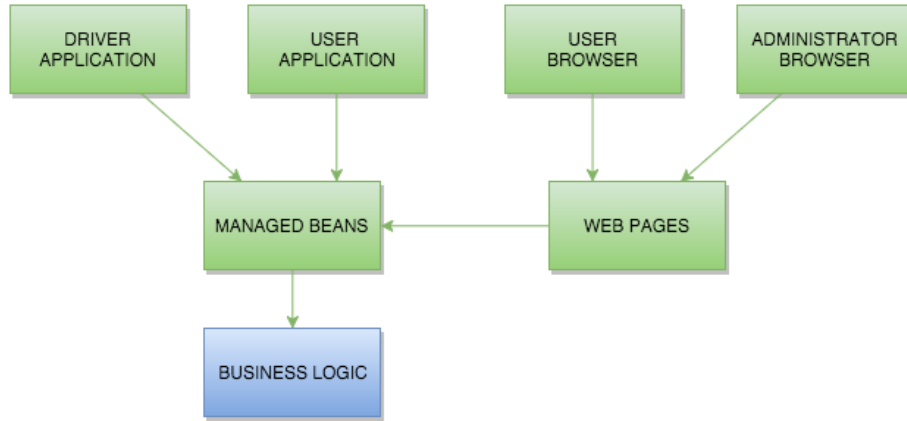 DRIVER
APPLICATION
USER
APPLICATION
USER
BROWSER
ADMINISTRATOR
BROWSER
MANAGED BEANS
WEB PAGES
BUSINESS LOGIC